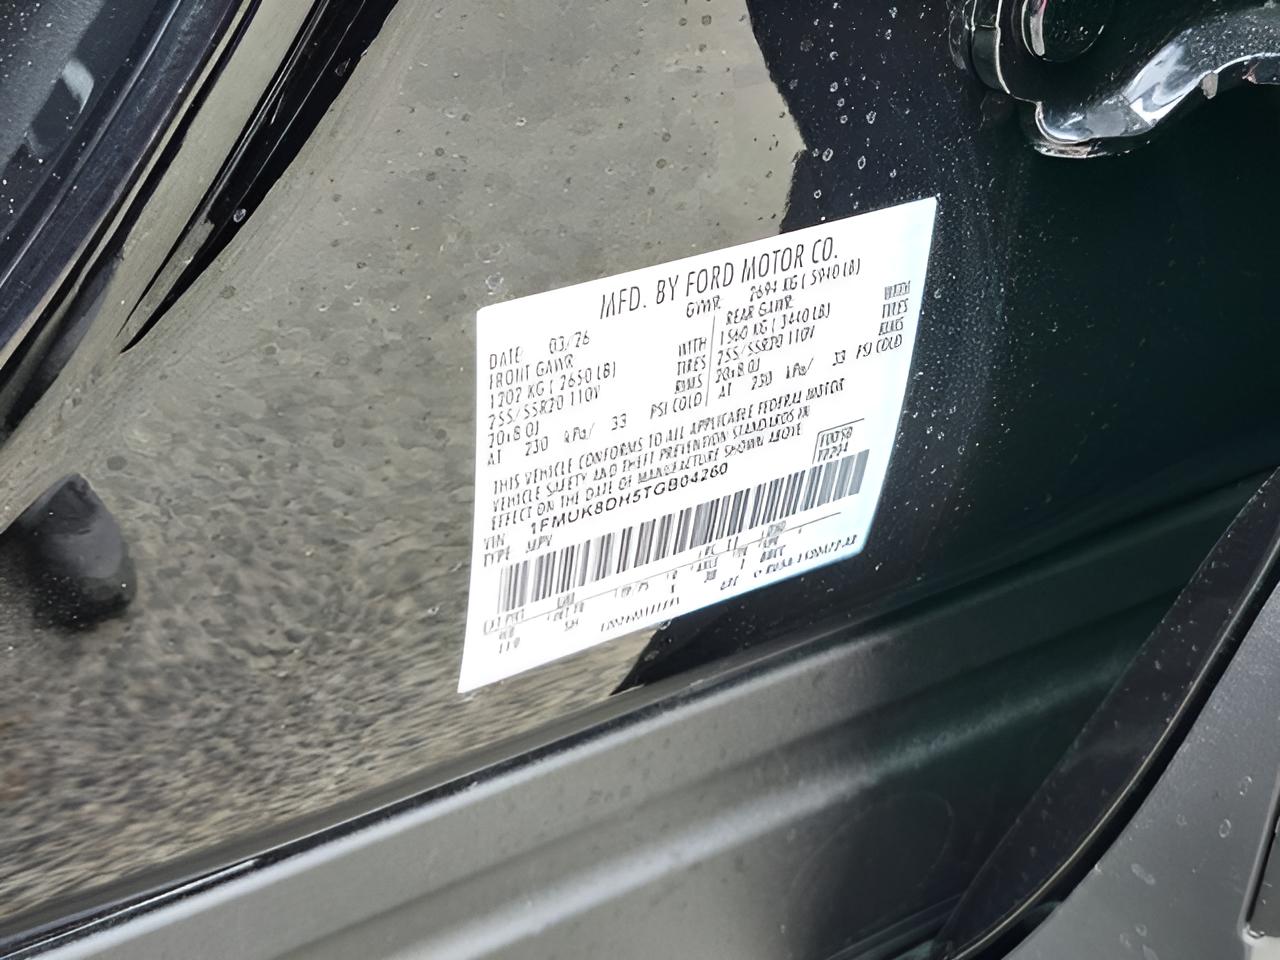 MFD. BY FORD MOTOR CO.
DATE 03/26
GVWR 2694 KG ( 5940 LB)
FRONT GAWR
1202 KG ( 2650 LB) WITH
255/55R20 110V TIRES
20x8.0J RIMS
AT 230 kPa/ 33 PSI COLD
REAR GAWR
1560 KG ( 3440 LB) WITH
255/55R20 110V TIRES
20x8.0J RIMS
AT 230 kPa/ 33 PSI COLD
THIS VEHICLE CONFORMS TO ALL APPLICABLE FEDERAL MOTOR
VEHICLE SAFETY AND THEFT PREVENTION STANDARDS IN
EFFECT ON THE DATE OF MANUFACTURE SHOWN ABOVE
VIN 1FMUK8DH5TGB04260
TYPE MPV